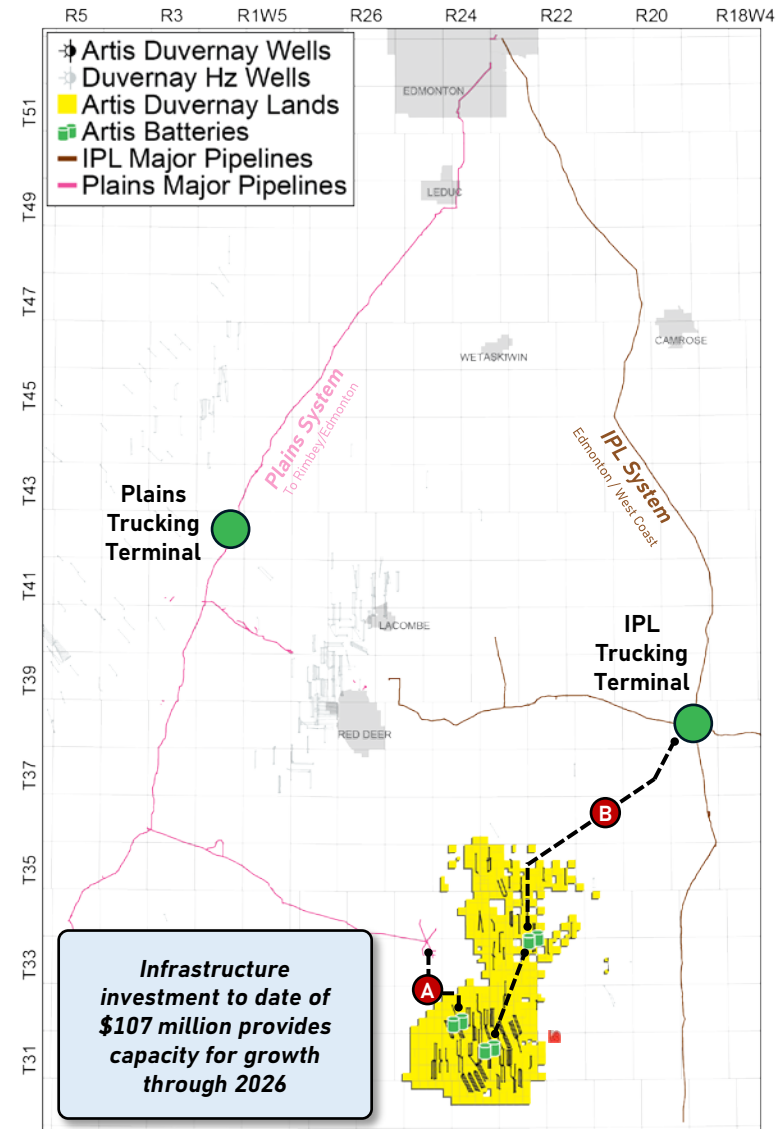 R5 R3 R1W5 R26 R24 R22 R20 R18W4
Artis Duvernay Wells
Duvernay Hz Wells
Artis Duvernay Lands
Artis Batteries
IPL Major Pipelines
Plains Major Pipelines
T51
T49
T47
T45
T43
T41
T39
T37
T35
T33
T31
EDMONTON
LEDUC
WETASKIWIN
CAMROSE
Plains System
To Rimbey/Edmonton
IPL System
Edmonton / West Coast
Plains
Trucking
Terminal
LACOMBE
IPL
Trucking
Terminal
RED DEER
B
A
Infrastructure
investment to date of
$107 million provides
capacity for growth
through 2026